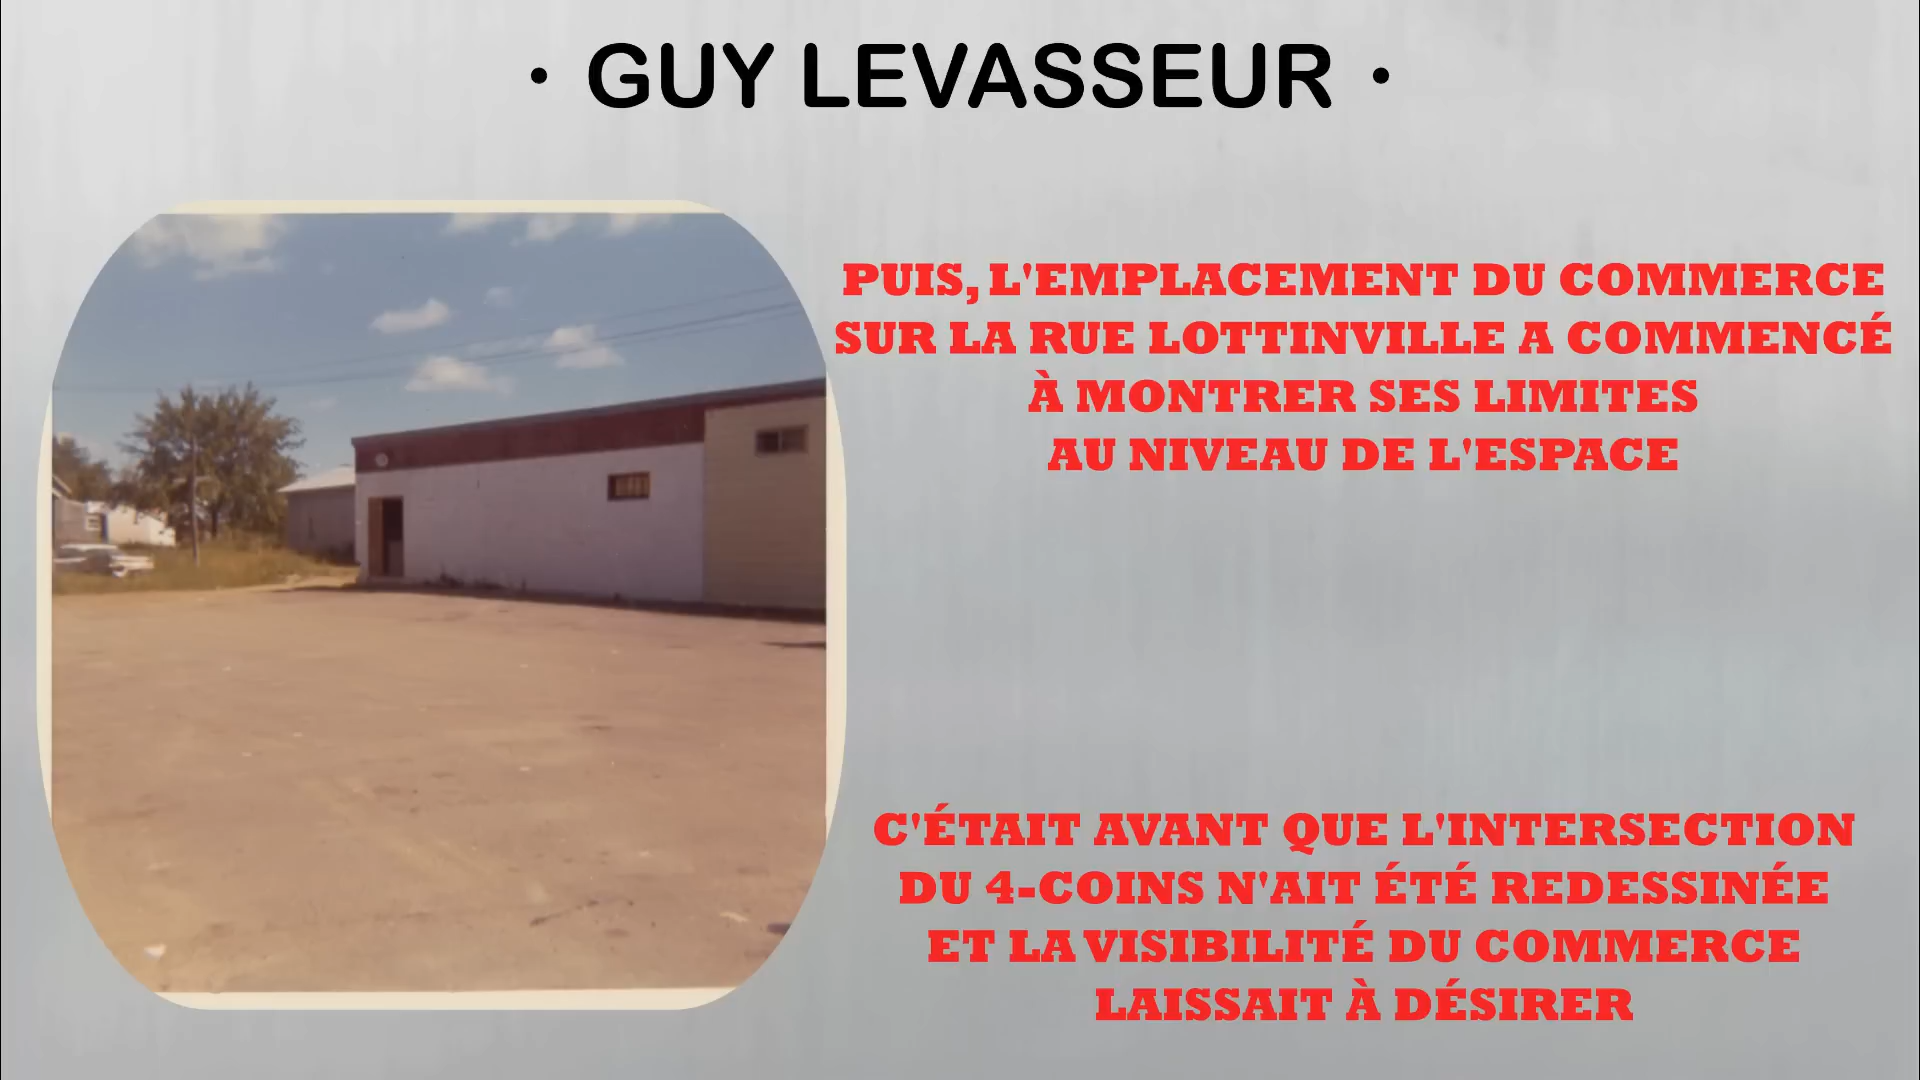 · GUY LEVASSEUR ·
PUIS, L'EMPLACEMENT DU COMMERCE
SUR LA RUE LOTTINVILLE A COMMENCÉ
À MONTRER SES LIMITES
AU NIVEAU DE L'ESPACE
C'ÉTAIT AVANT QUE L'INTERSECTION
DU 4-COINS N'AIT ÉTÉ REDESSINÉE
ET LA VISIBILITÉ DU COMMERCE
LAISSAIT À DÉSIRER